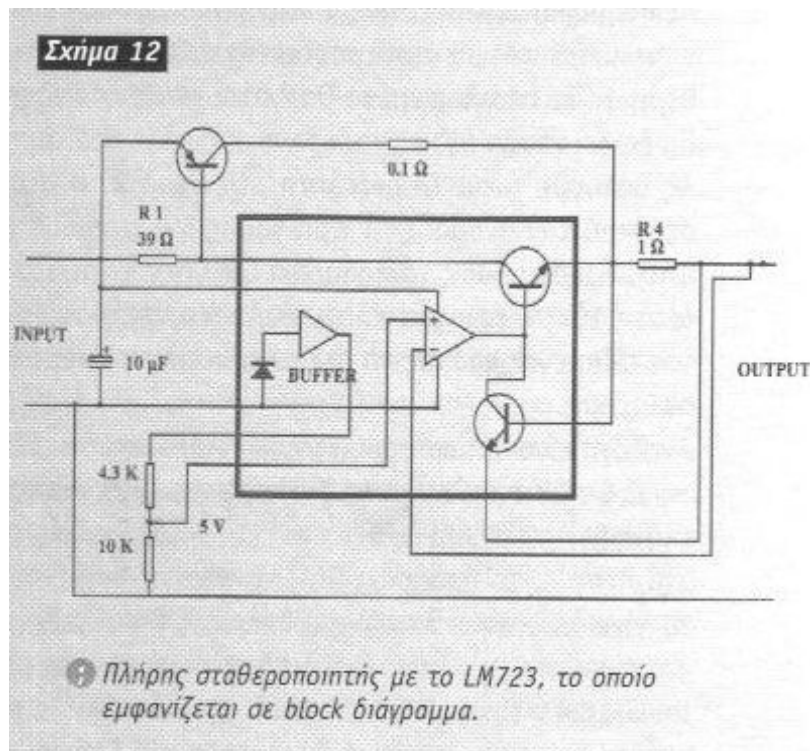 Σχήμα 12
0.1 Ω
R 1
39 Ω
R 4
1 Ω
INPUT
10 μF
+
+
−
BUFFER
OUTPUT
4.3 K
5 V
10 K
Πλήρης σταθεροποιητής με το LM723, το οποίο
εμφανίζεται σε block διάγραμμα.